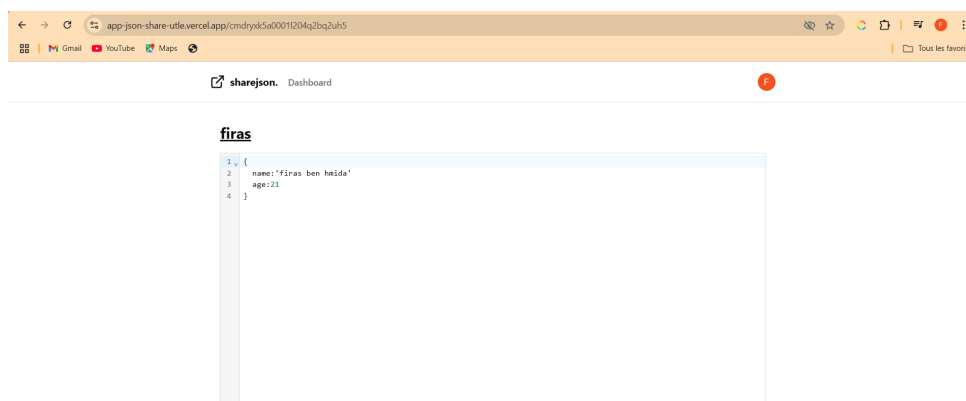 app-json-share-utle.vercel.app/cmdryxk5a0001l204q2bq2uh5
Gmail YouTube Maps
Tous les favoris
sharejson. Dashboard F
firas
1 {
2 name:'firas ben hmida'
3 age:21
4 }